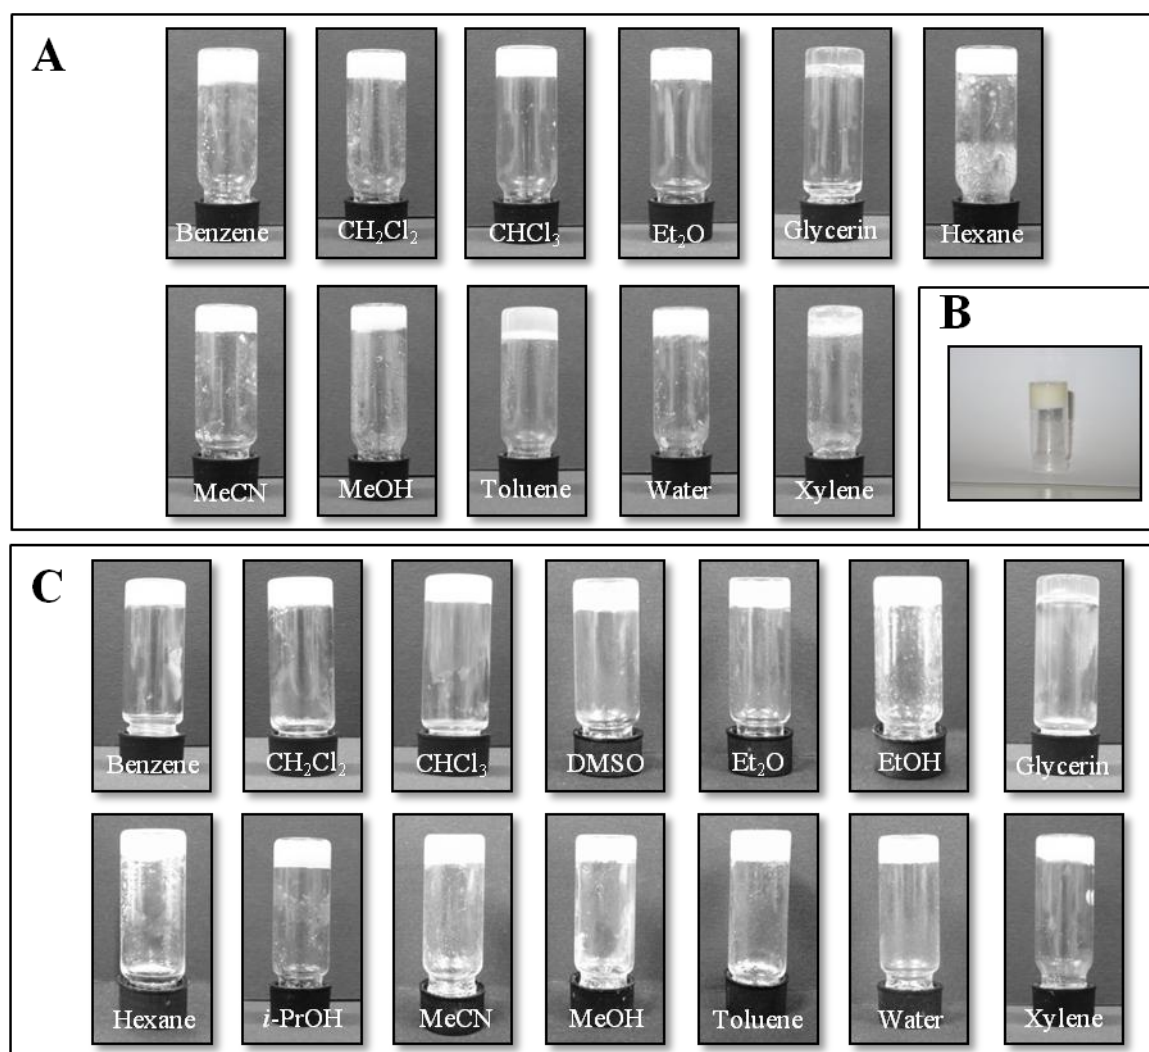 A
Benzene
CH₂Cl₂
CHCl₃
Et₂O
Glycerin
Hexane
MeCN
MeOH
Toluene
Water
Xylene
B
C
Benzene
CH₂Cl₂
CHCl₃
DMSO
Et₂O
EtOH
Glycerin
Hexane
i-PrOH
MeCN
MeOH
Toluene
Water
Xylene